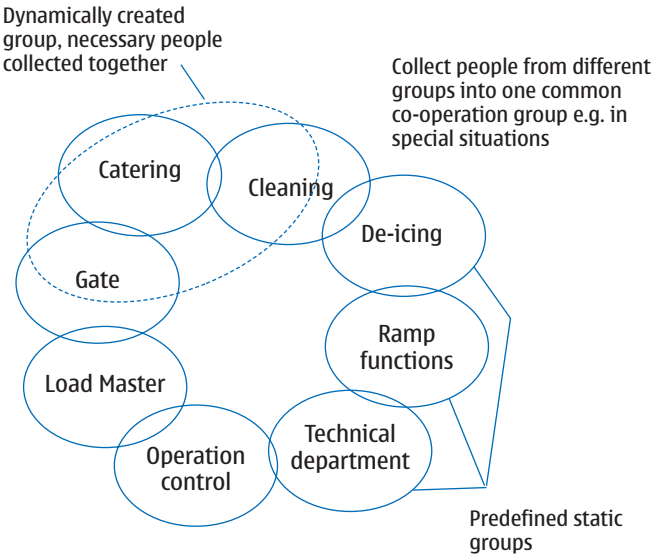 Dynamically created
group, necessary people
collected together
Collect people from different
groups into one common
co-operation group e.g. in
special situations
Catering
Cleaning
De-icing
Gate
Ramp
functions
Load Master
Technical
department
Operation
control
Predefined static
groups